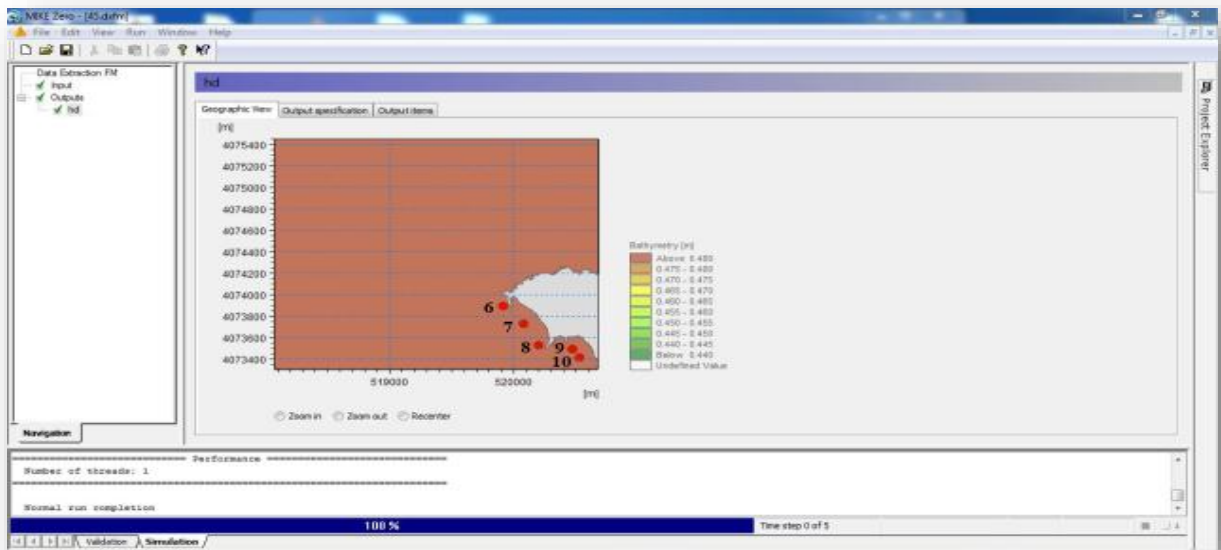 MIKE Zero - [45.dxfm]
File Edit View Run Window Help
Data Extraction FM
Input
Outputs
hd
hd
Geographic View Output specification Output items
[m]
4075400
4075200
4075000
4074800
4074600
4074400
4074200
4074000
4073800
4073600
4073400
6
7
8
9
10
519000
520000
[m]
Bathymetry [m]
Above 0.480
0.475 - 0.480
0.470 - 0.475
0.465 - 0.470
0.460 - 0.465
0.455 - 0.460
0.450 - 0.455
0.445 - 0.450
0.440 - 0.445
Below 0.440
Undefined Value
Zoom in Zoom out Recenter
Navigation
Project Explorer
Performance
Number of threads: 1
Normal run completion
100 %
Time step 0 of 5
Validation Simulation